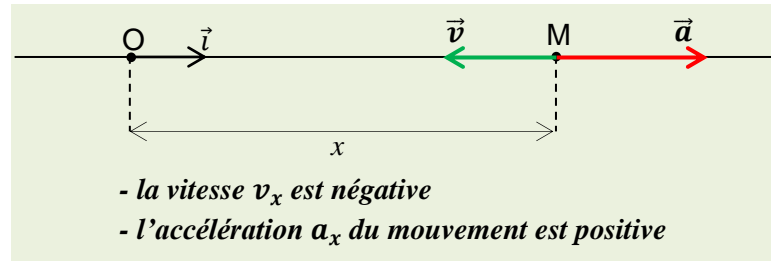 O i⃗ v⃗ M a⃗
x
- la vitesse vₓ est négative
- l’accélération aₓ du mouvement est positive